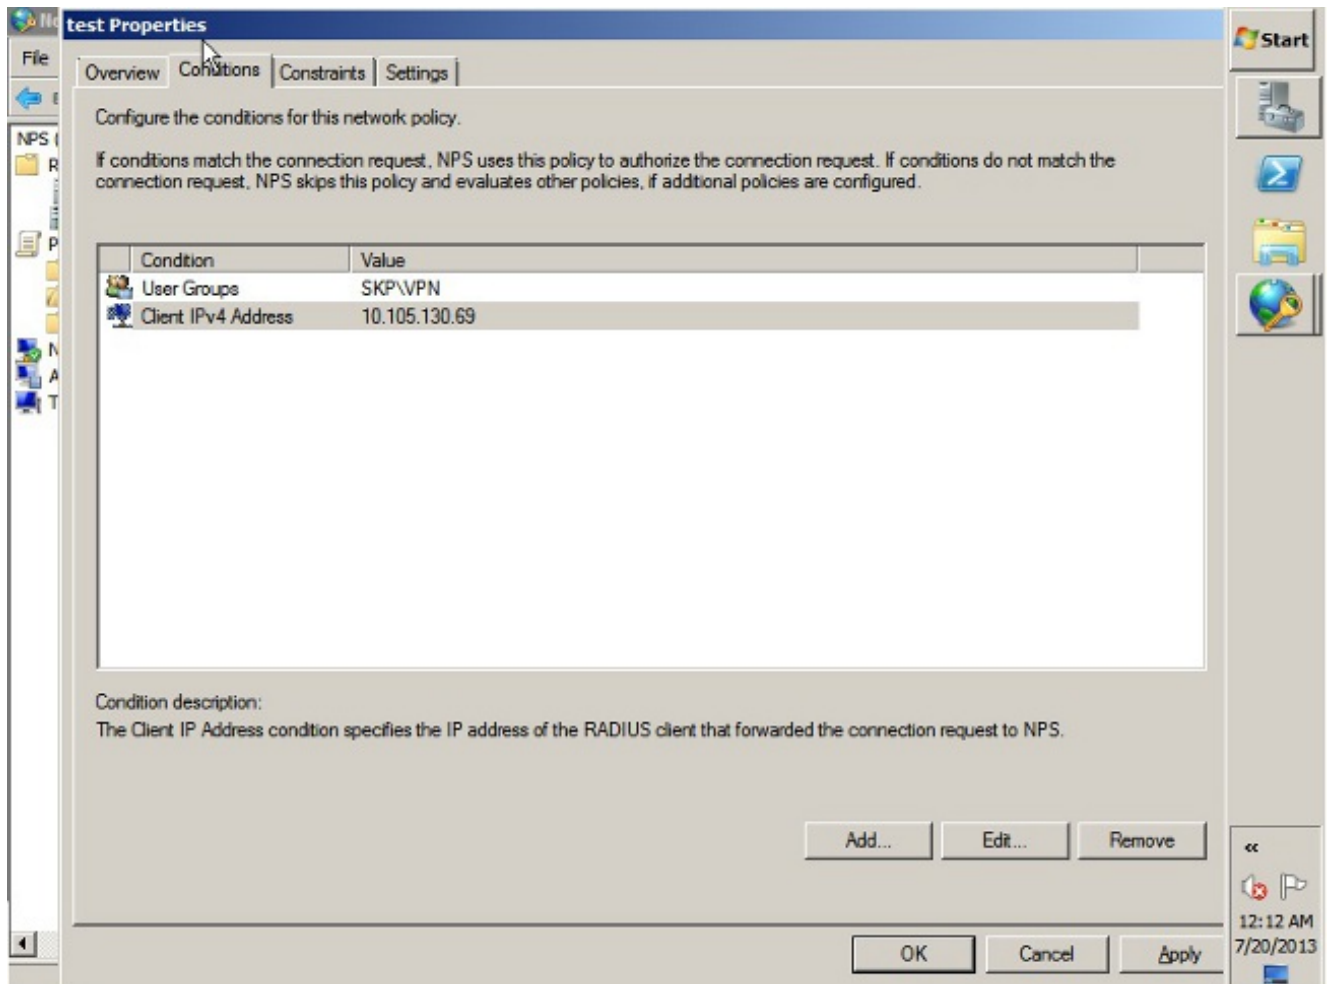 test Properties
File
Overview Conditions Constraints Settings
Configure the conditions for this network policy.
If conditions match the connection request, NPS uses this policy to authorize the connection request. If conditions do not match the
connection request, NPS skips this policy and evaluates other policies, if additional policies are configured.
NPS (
R
P
N
A
T
Condition Value
User Groups SKP\VPN
Client IPv4 Address 10.105.130.69
Condition description:
The Client IP Address condition specifies the IP address of the RADIUS client that forwarded the connection request to NPS.
Add... Edit... Remove
OK Cancel Apply
Start
12:12 AM
7/20/2013